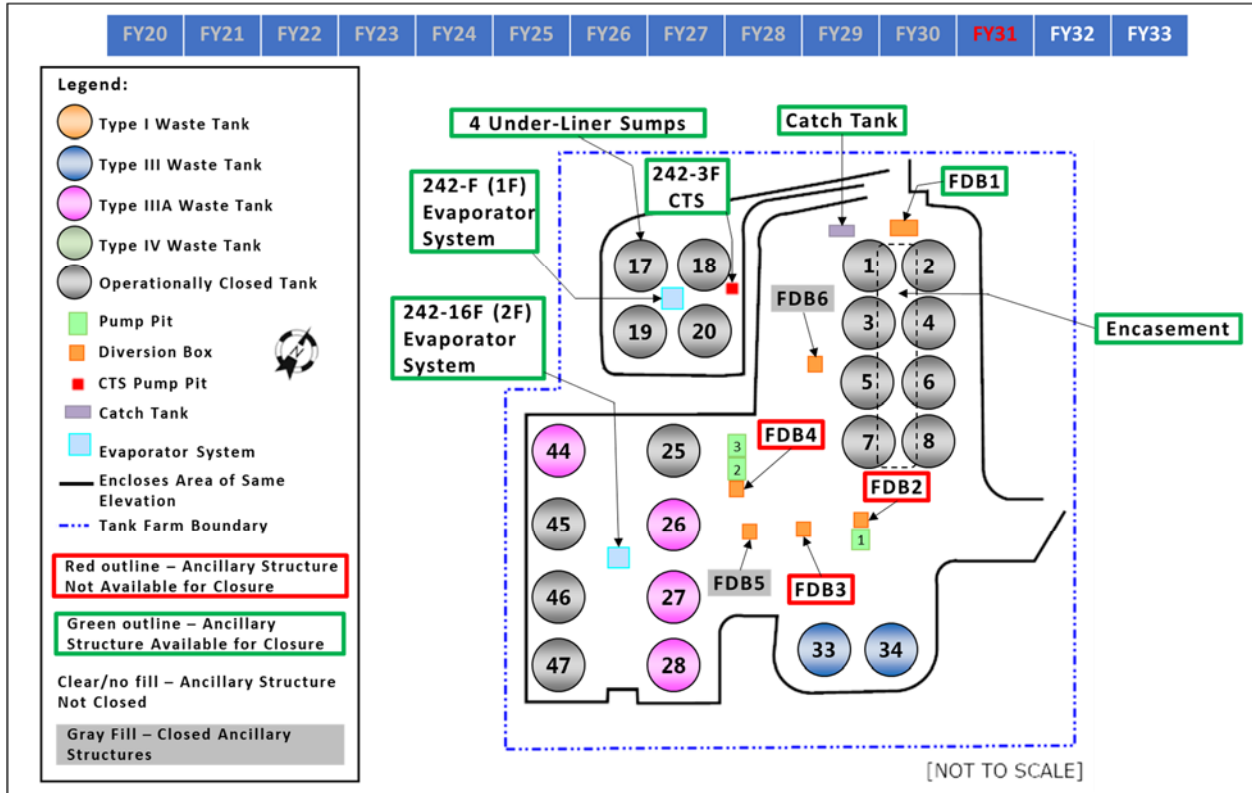 FY20 FY21 FY22 FY23 FY24 FY25 FY26 FY27 FY28 FY29 FY30 FY31 FY32 FY33
Legend:
Type I Waste Tank
Type III Waste Tank
Type IIIA Waste Tank
Type IV Waste Tank
Operationally Closed Tank
Pump Pit
Diversion Box
CTS Pump Pit
Catch Tank
Evaporator System
Encloses Area of Same
Elevation
Tank Farm Boundary
Red outline – Ancillary Structure
Not Available for Closure
Green outline – Ancillary
Structure Available for Closure
Clear/no fill – Ancillary Structure
Not Closed
Gray Fill – Closed Ancillary
Structures
N
4 Under-Liner Sumps
242-F (1F)
Evaporator
System
242-3F
CTS
Catch Tank
FDB1
242-16F (2F)
Evaporator
System
17 18
19 20
FDB6
1 2
3 4
5 6
7 8
Encasement
44 25
45 26
46 27
47 28
3
2
FDB4
FDB2
1
FDB5
FDB3
33 34
[NOT TO SCALE]